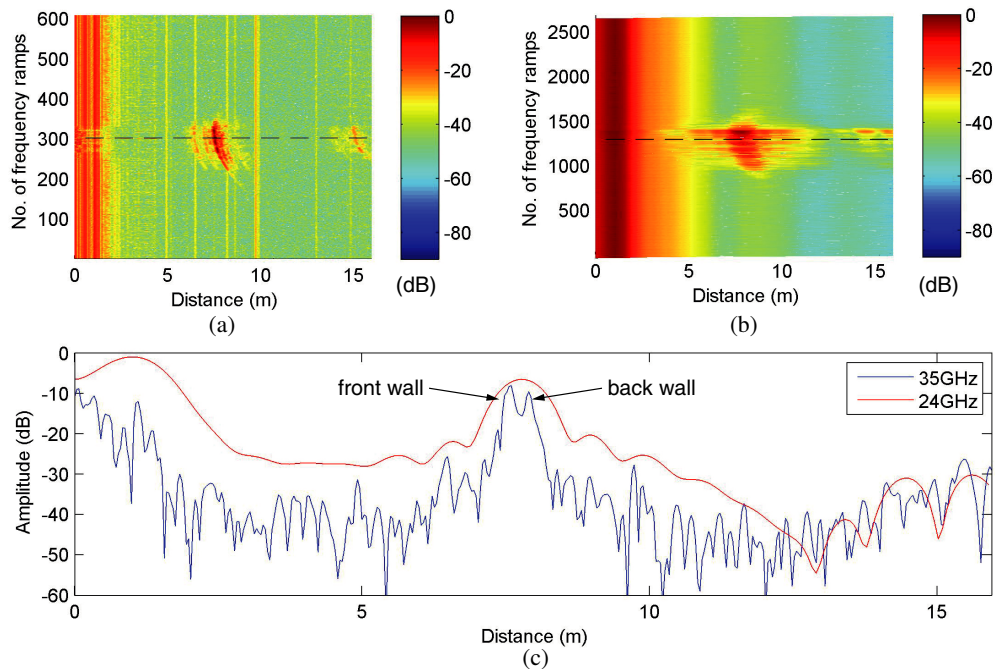 600
500
400
300
200
100
No. of frequency ramps
0 5 10 15
Distance (m)
(a)
0
-20
-40
-60
-80
(dB)
2500
2000
1500
1000
500
No. of frequency ramps
0 5 10 15
Distance (m)
(b)
0
-20
-40
-60
-80
(dB)
0
-10
-20
-30
-40
-50
-60
Amplitude (dB)
front wall
back wall
35GHz
24GHz
0 5 10 15
Distance (m)
(c)